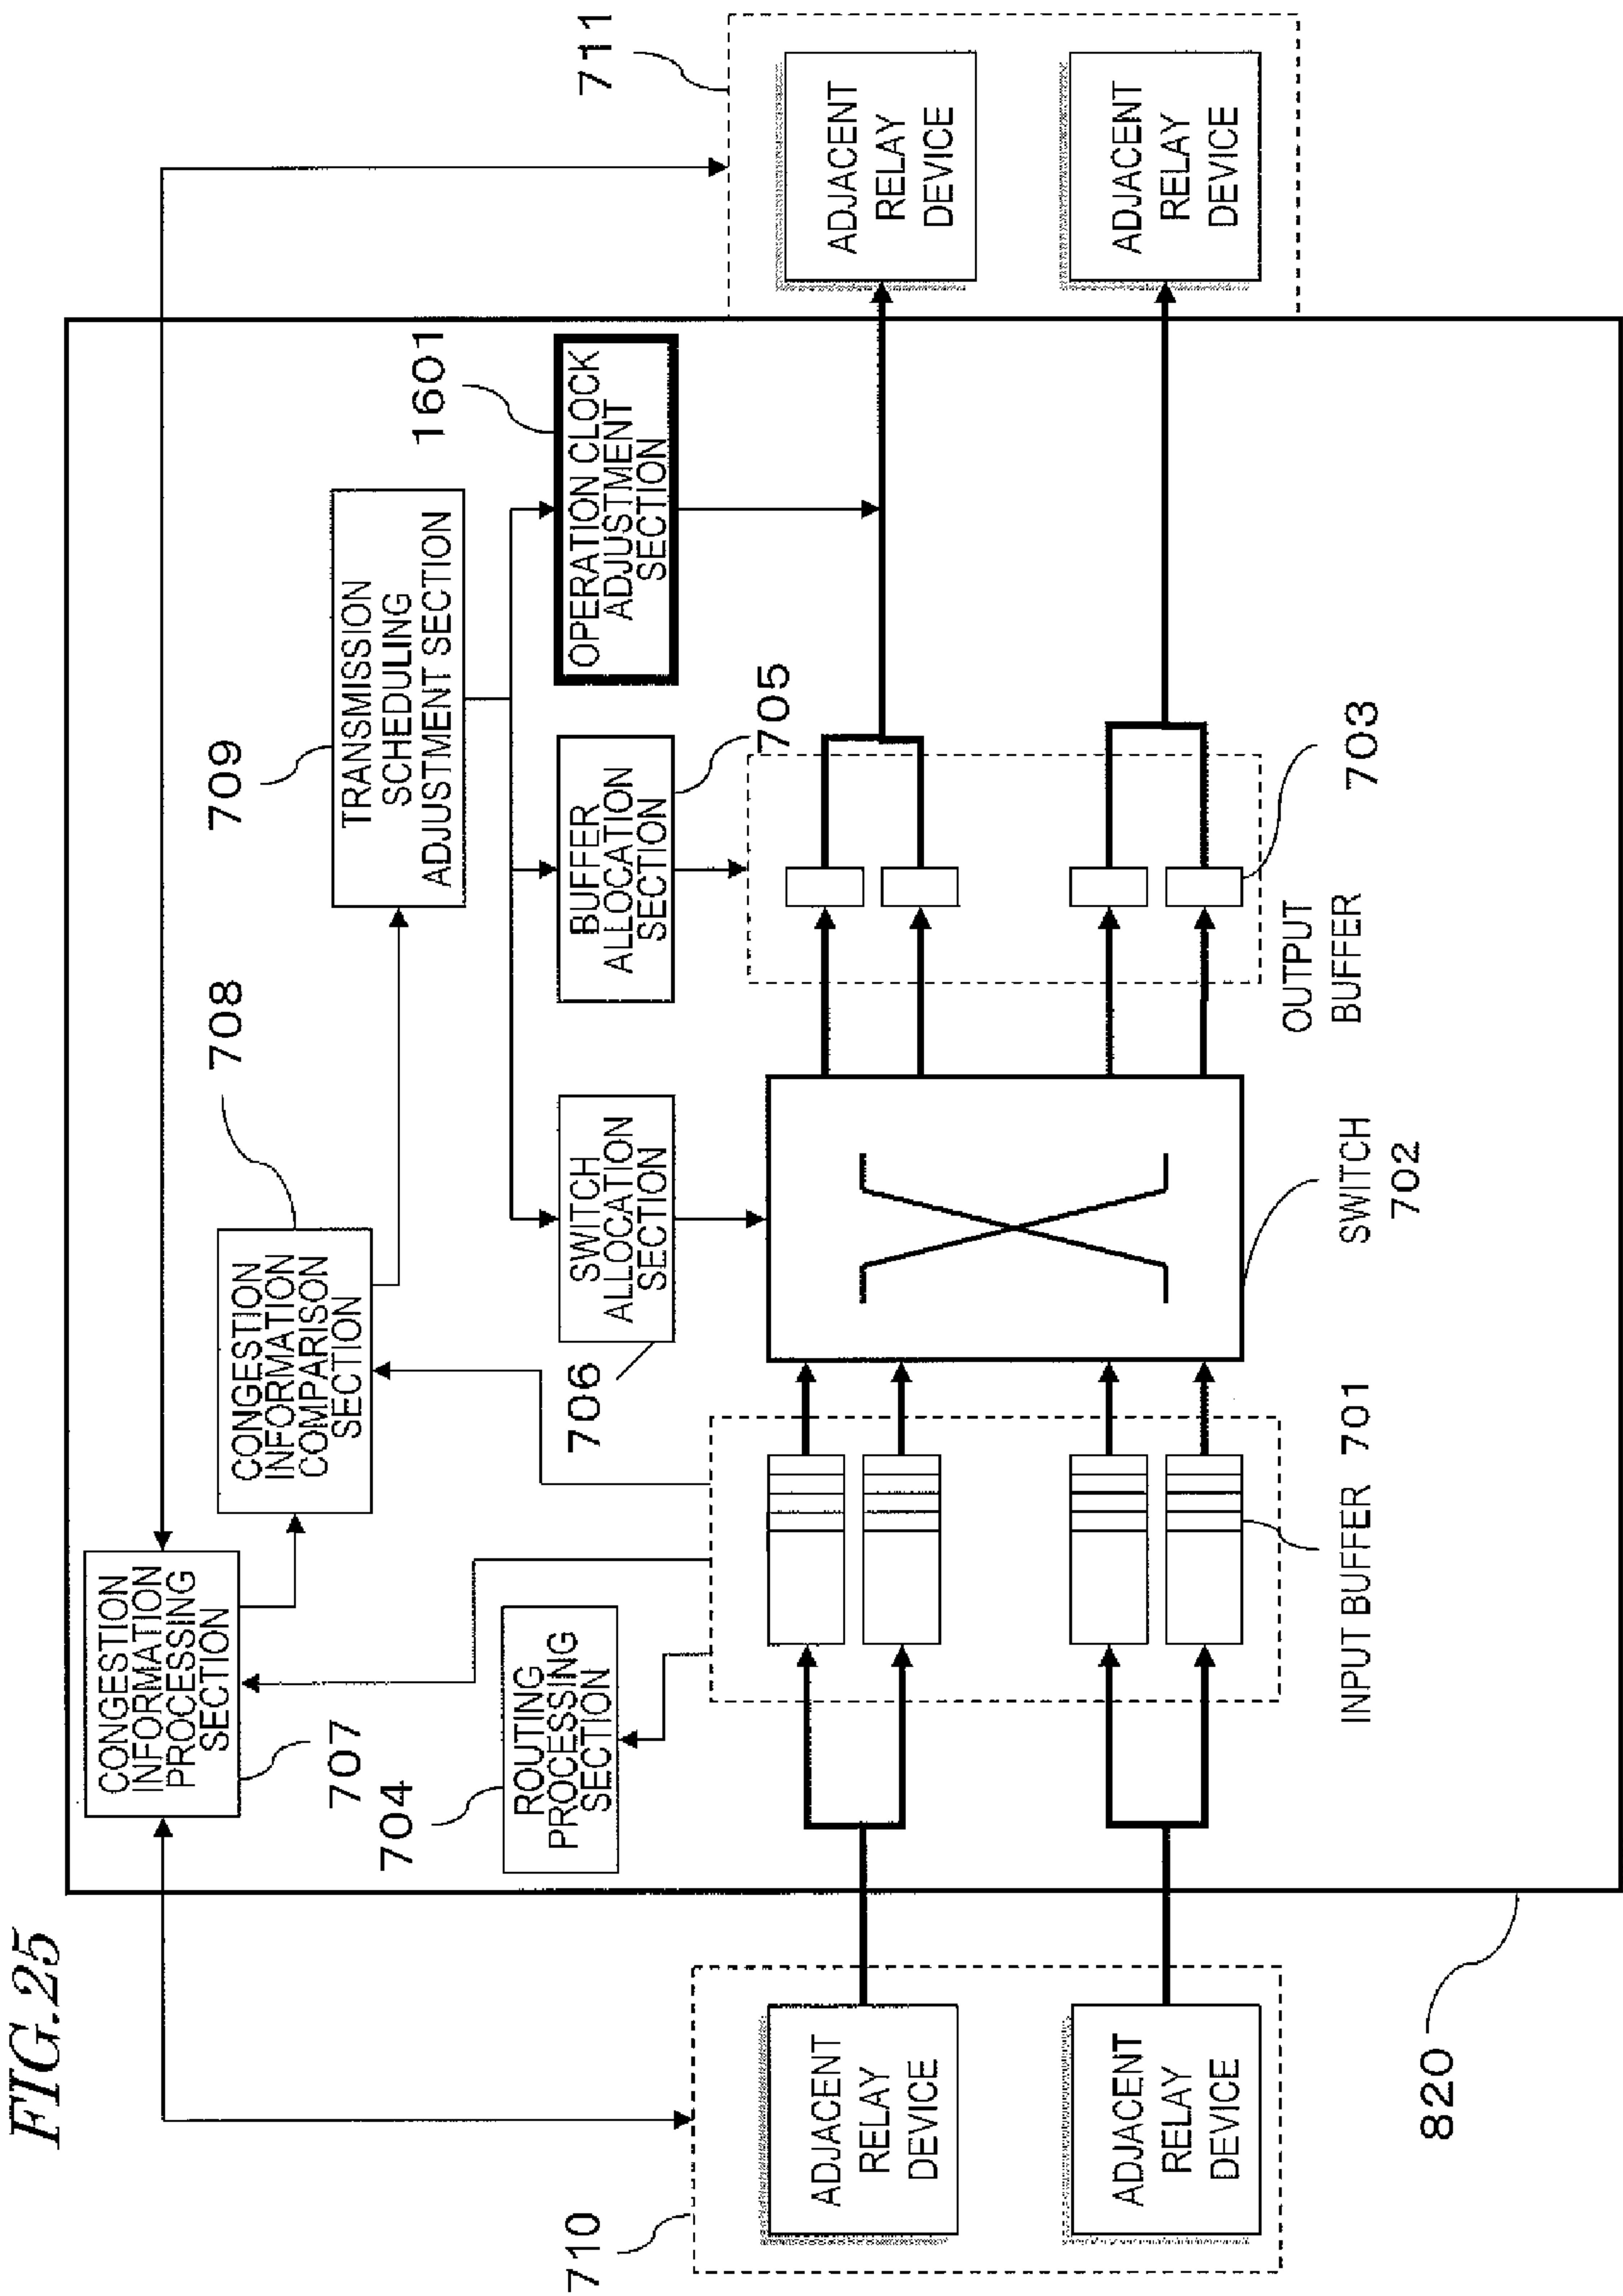 FIG.25
710
ADJACENT
RELAY
DEVICE
ADJACENT
RELAY
DEVICE
820
CONGESTION
INFORMATION
PROCESSING
SECTION
707
704
ROUTING
PROCESSING
SECTION
INPUT BUFFER 701
708
CONGESTION
INFORMATION
COMPARISON
SECTION
706
SWITCH
ALLOCATION
SECTION
SWITCH
702
709
TRANSMISSION
SCHEDULING
ADJUSTMENT SECTION
BUFFER
ALLOCATION
SECTION
705
OUTPUT
BUFFER
703
1601
OPERATION CLOCK
ADJUSTMENT
SECTION
711
ADJACENT
RELAY
DEVICE
ADJACENT
RELAY
DEVICE